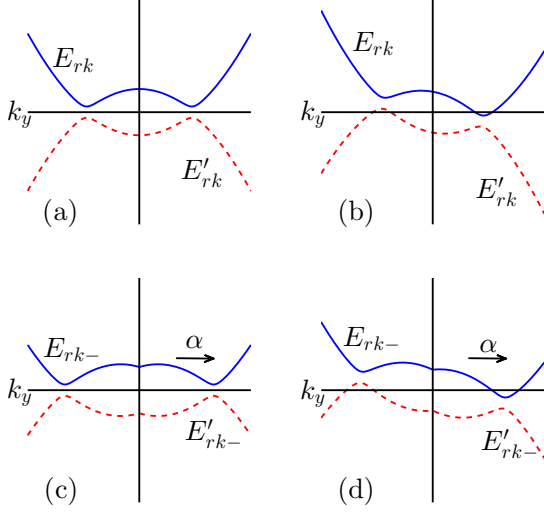 E_{rk}
k_y
E'_{rk}
(a)
E_{rk}
k_y
E'_{rk}
(b)
α
E_{rk-}
k_y
E'_{rk-}
(c)
α
E_{rk-}
k_y
E'_{rk-}
(d)